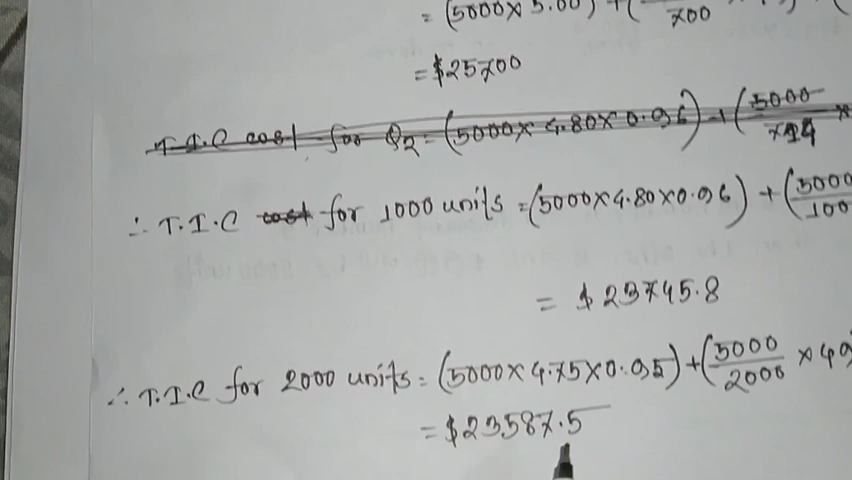 = (5000 × 5.00) + (
700
= $25700
T.I.C cost for Q2 = (5000 × 4.80 × 0.96) + (5000/714 ×
∴ T.I.C cost for 1000 units = (5000 × 4.80 × 0.96) + (5000/100
= $23745.8
∴ T.I.C for 2000 units = (5000 × 4.75 × 0.95) + (5000/2000 × 49
= $23587.5